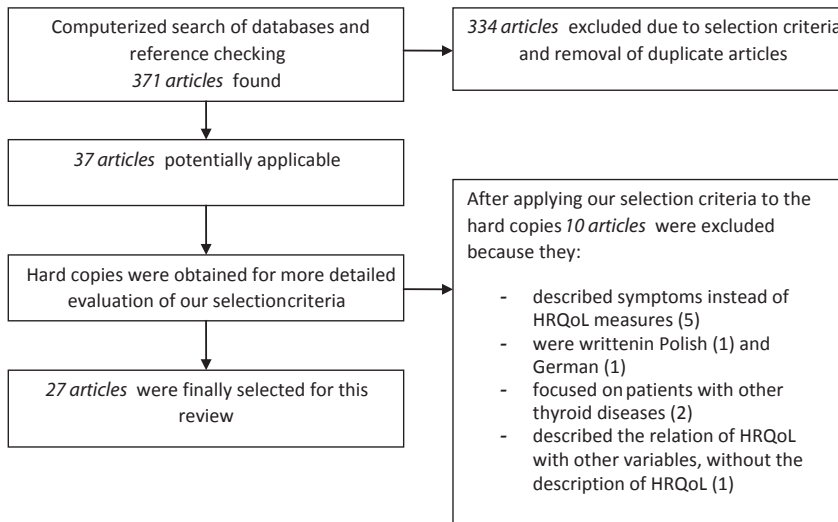 Computerized search of databases and
reference checking
371 articles found
334 articles excluded due to selection criteria
and removal of duplicate articles
37 articles potentially applicable
Hard copies were obtained for more detailed
evaluation of our selectioncriteria
After applying our selection criteria to the
hard copies 10 articles were excluded
because they:
- described symptoms instead of
HRQoL measures (5)
- were writtenin Polish (1) and
German (1)
- focused on patients with other
thyroid diseases (2)
- described the relation of HRQoL
with other variables, without the
description of HRQoL (1)
27 articles were finally selected for this
review